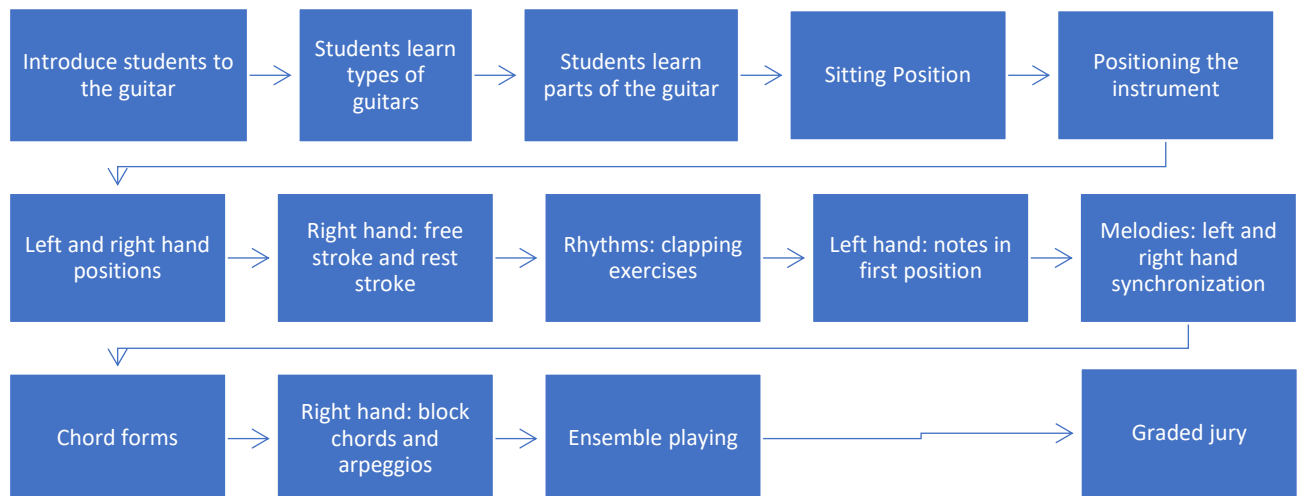 Introduce students to
the guitar
Students learn
types of
guitars
Students learn
parts of the guitar
Sitting Position
Positioning the
instrument
Left and right hand
positions
Right hand: free
stroke and rest
stroke
Rhythms: clapping
exercises
Left hand: notes in
first position
Melodies: left and
right hand
synchronization
Chord forms
Right hand: block
chords and
arpeggios
Ensemble playing
Graded jury